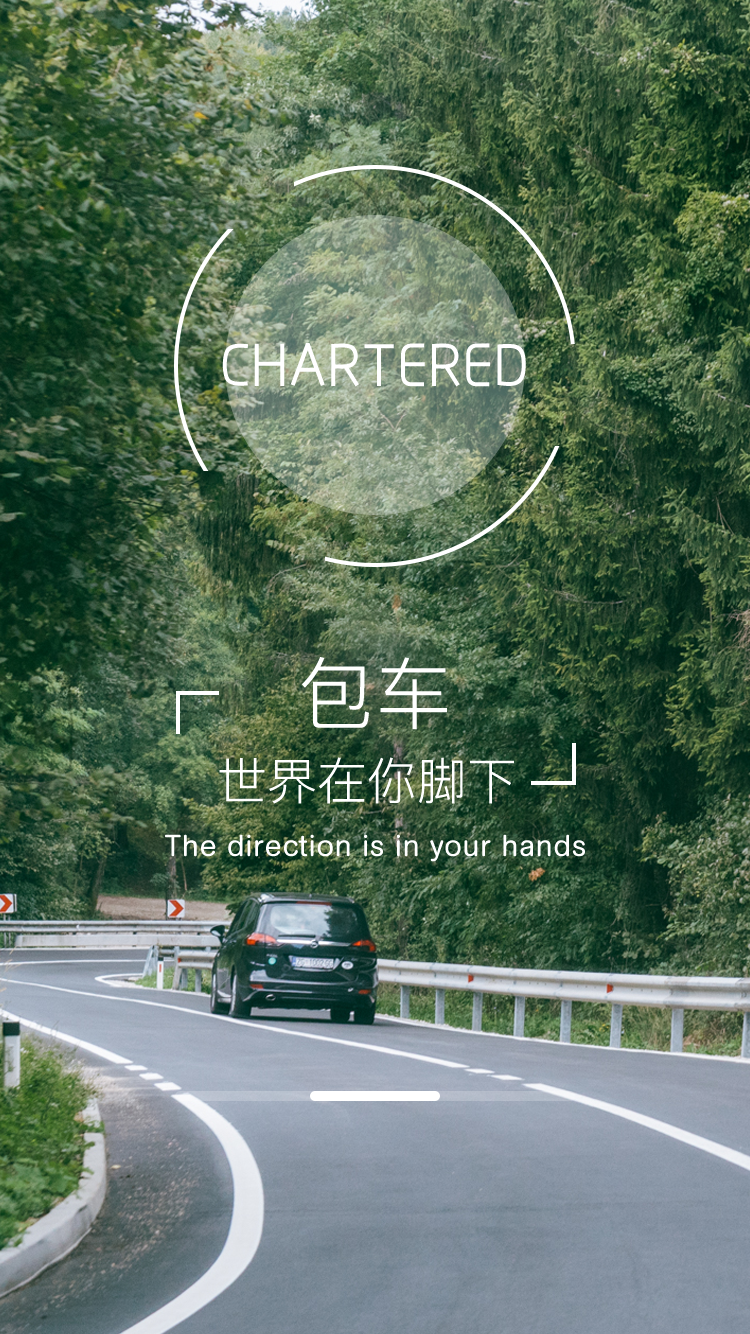 CHARTERED
包车
世界在你脚下
The direction is in your hands